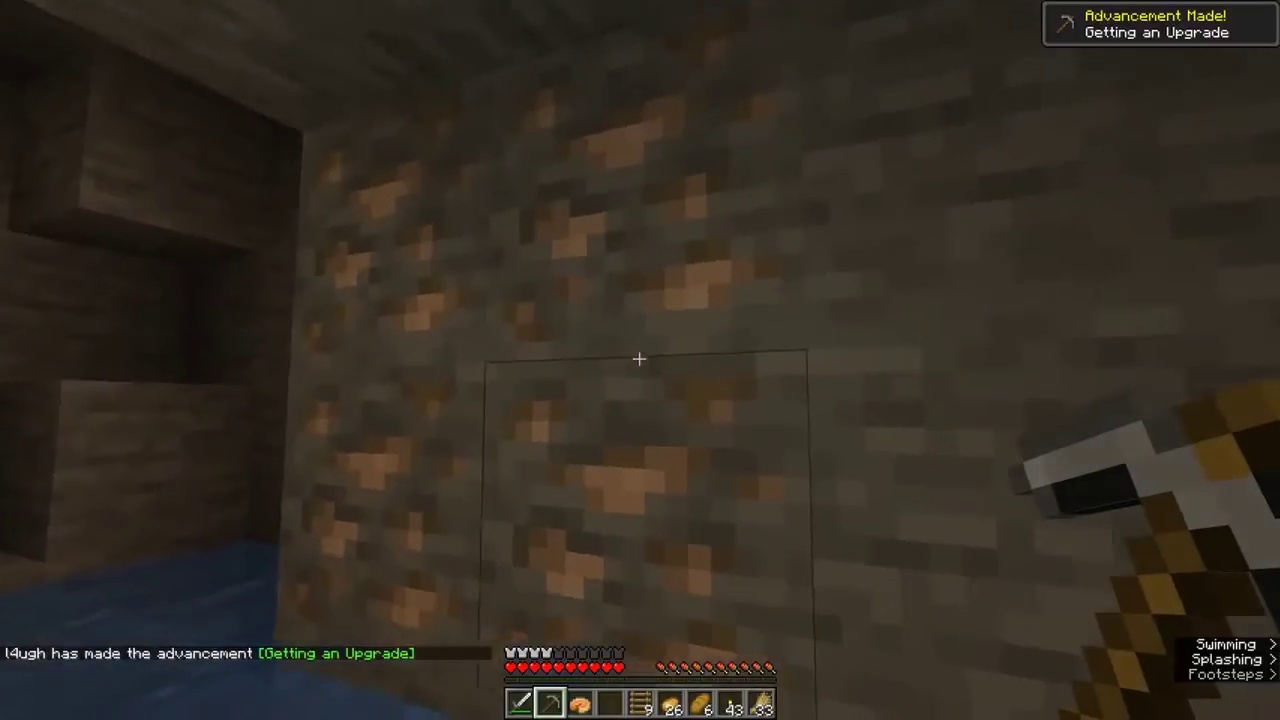 Advancement Made!
Getting an Upgrade
l4ugh has made the advancement [Getting an Upgrade]
Swimming >
Splashing >
Footsteps >
9 26 6 43 33